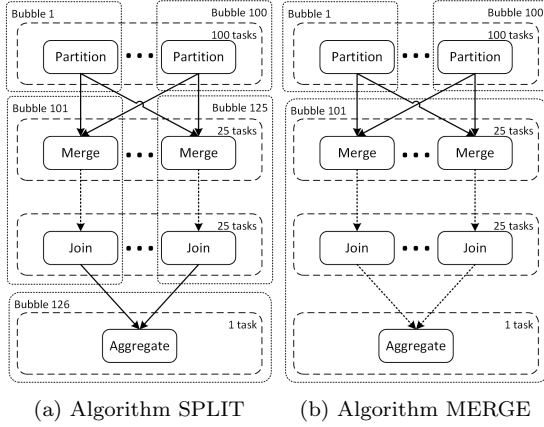 Bubble 1
Bubble 100
100 tasks
Partition
Partition
Bubble 101
Bubble 125
25 tasks
Merge
Merge
25 tasks
Join
Join
Bubble 126
1 task
Aggregate
(a) Algorithm SPLIT
Bubble 1
Bubble 100
100 tasks
Partition
Partition
Bubble 101
25 tasks
Merge
Merge
25 tasks
Join
Join
1 task
Aggregate
(b) Algorithm MERGE